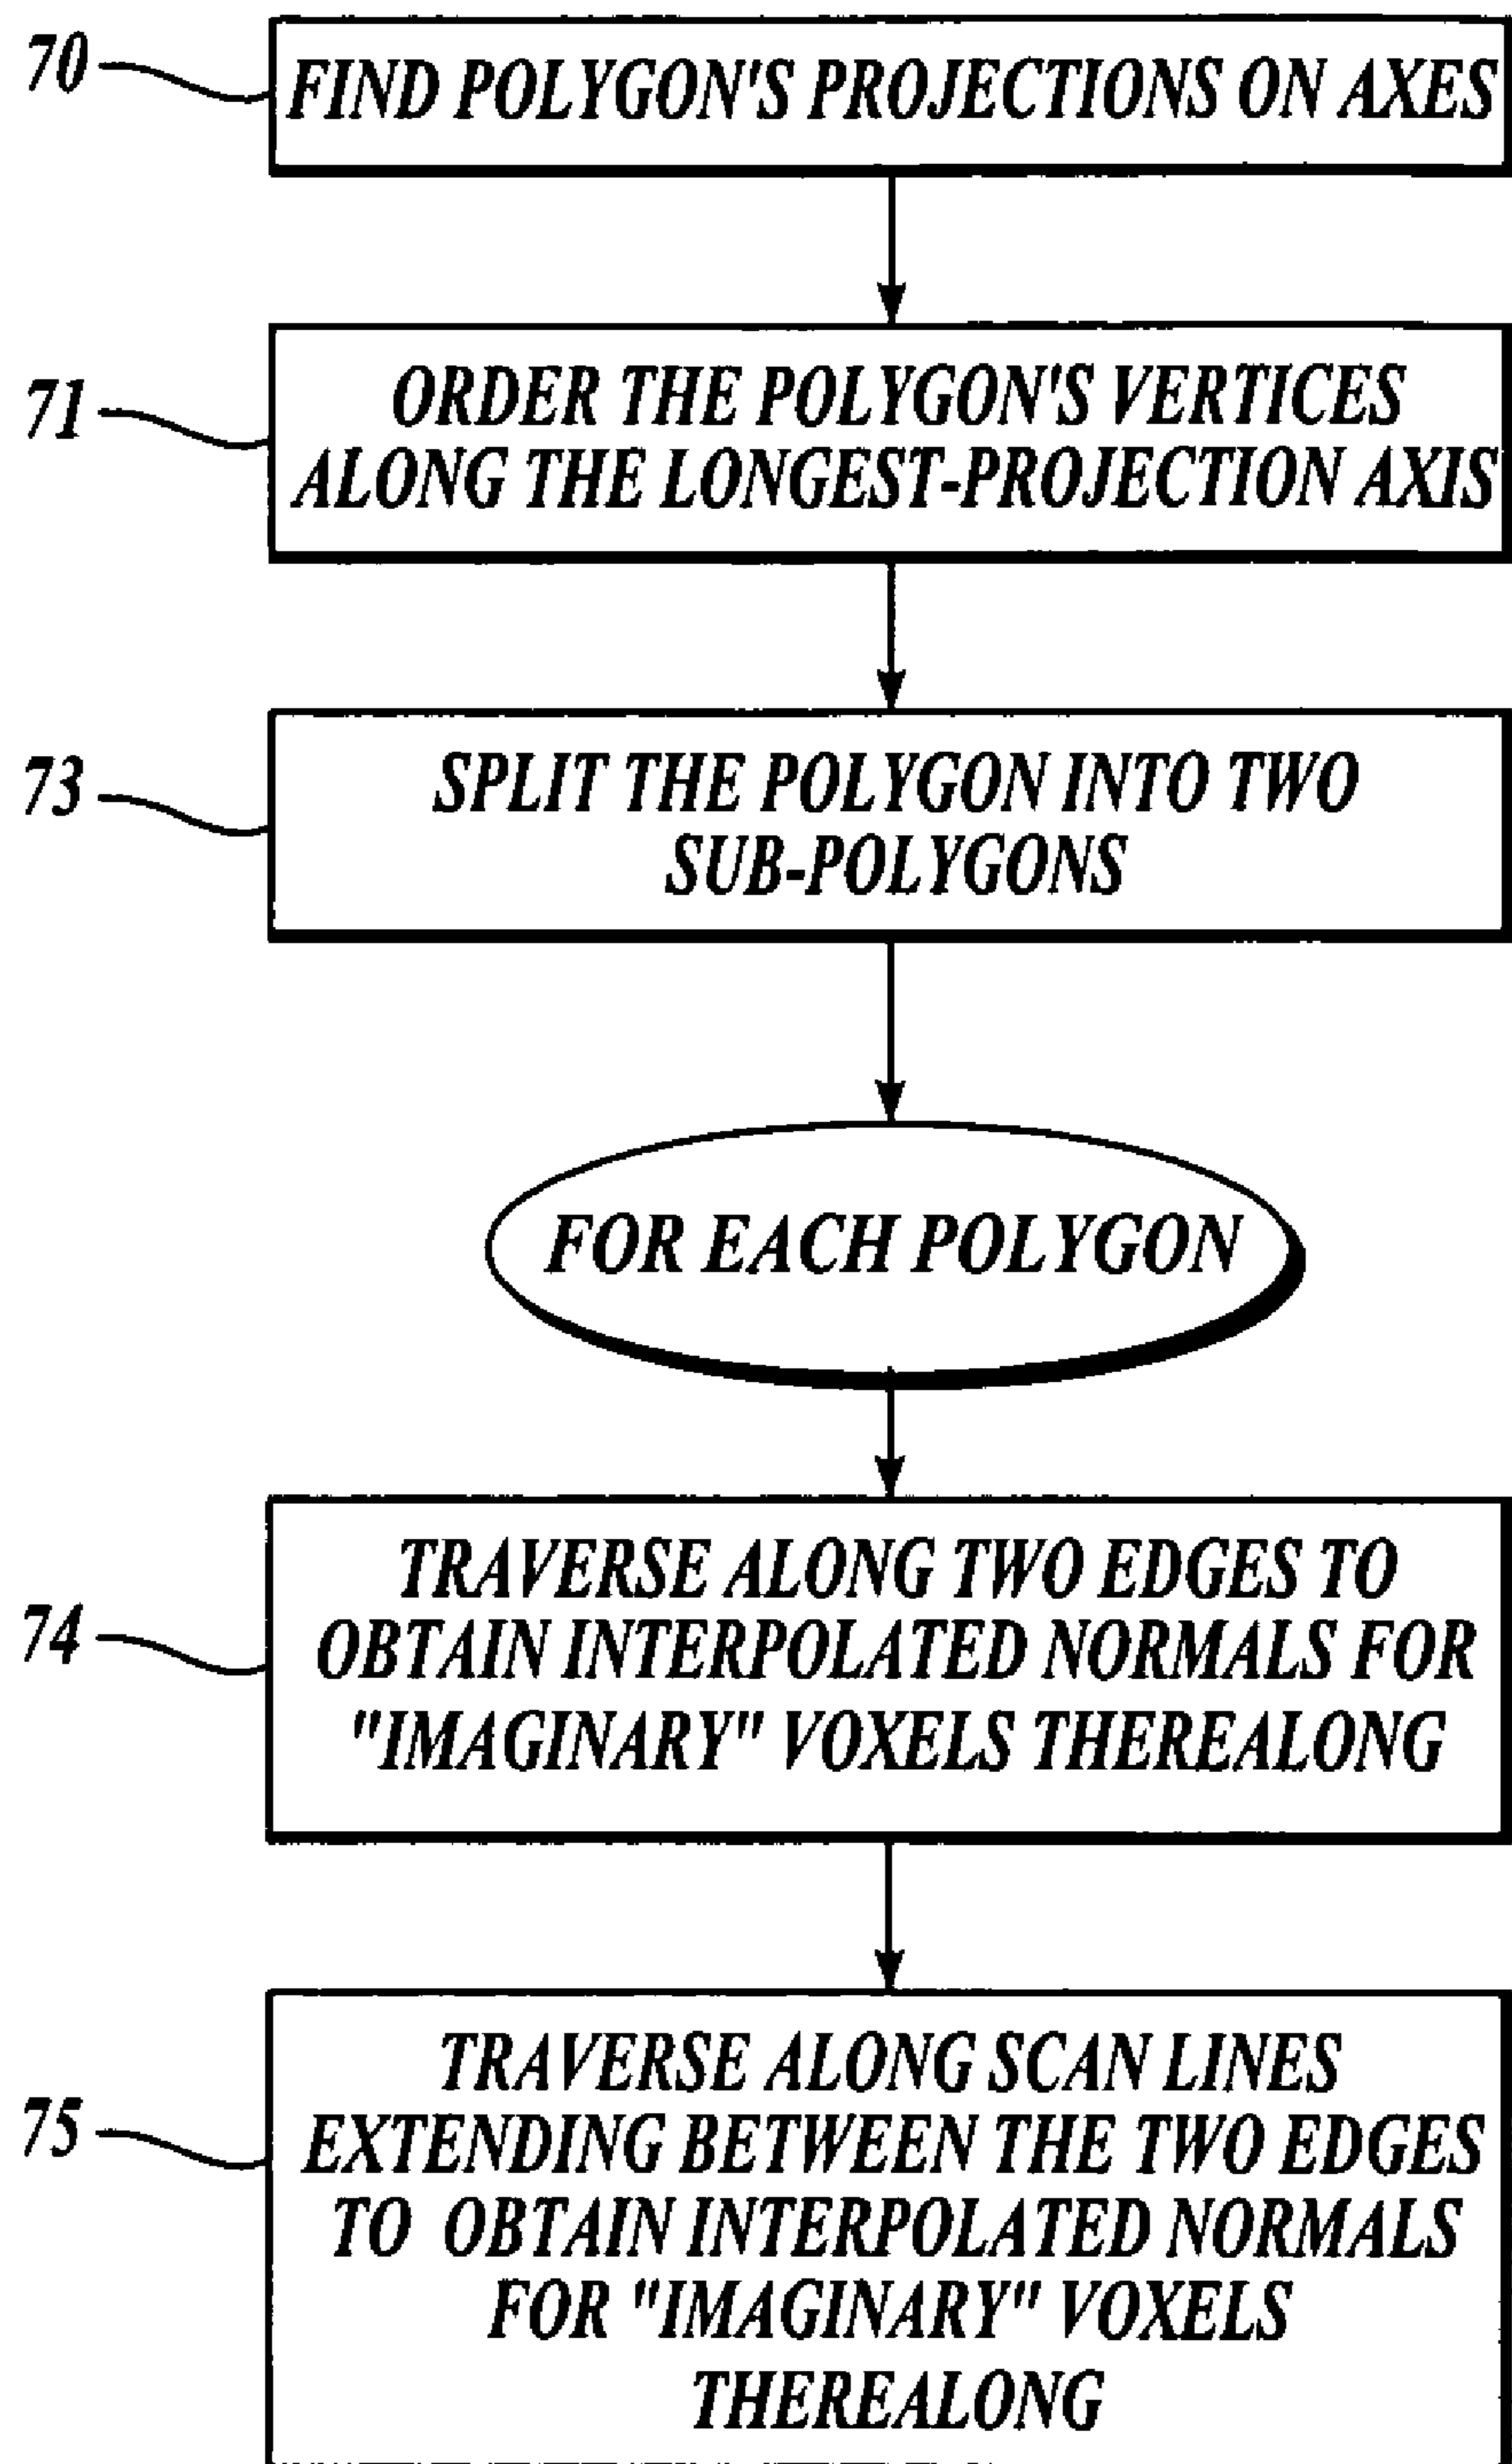 70
FIND POLYGON'S PROJECTIONS ON AXES
71
ORDER THE POLYGON'S VERTICES
ALONG THE LONGEST-PROJECTION AXIS
73
SPLIT THE POLYGON INTO TWO
SUB-POLYGONS
FOR EACH POLYGON
74
TRAVERSE ALONG TWO EDGES TO
OBTAIN INTERPOLATED NORMALS FOR
"IMAGINARY" VOXELS THEREALONG
75
TRAVERSE ALONG SCAN LINES
EXTENDING BETWEEN THE TWO EDGES
TO OBTAIN INTERPOLATED NORMALS
FOR "IMAGINARY" VOXELS
THEREALONG